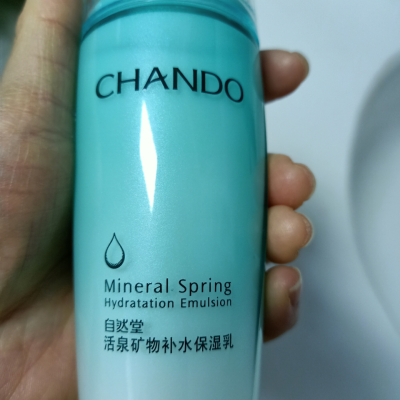 CHANDO
Mineral Spring
Hydratation Emulsion
自然堂
活泉矿物补水保湿乳